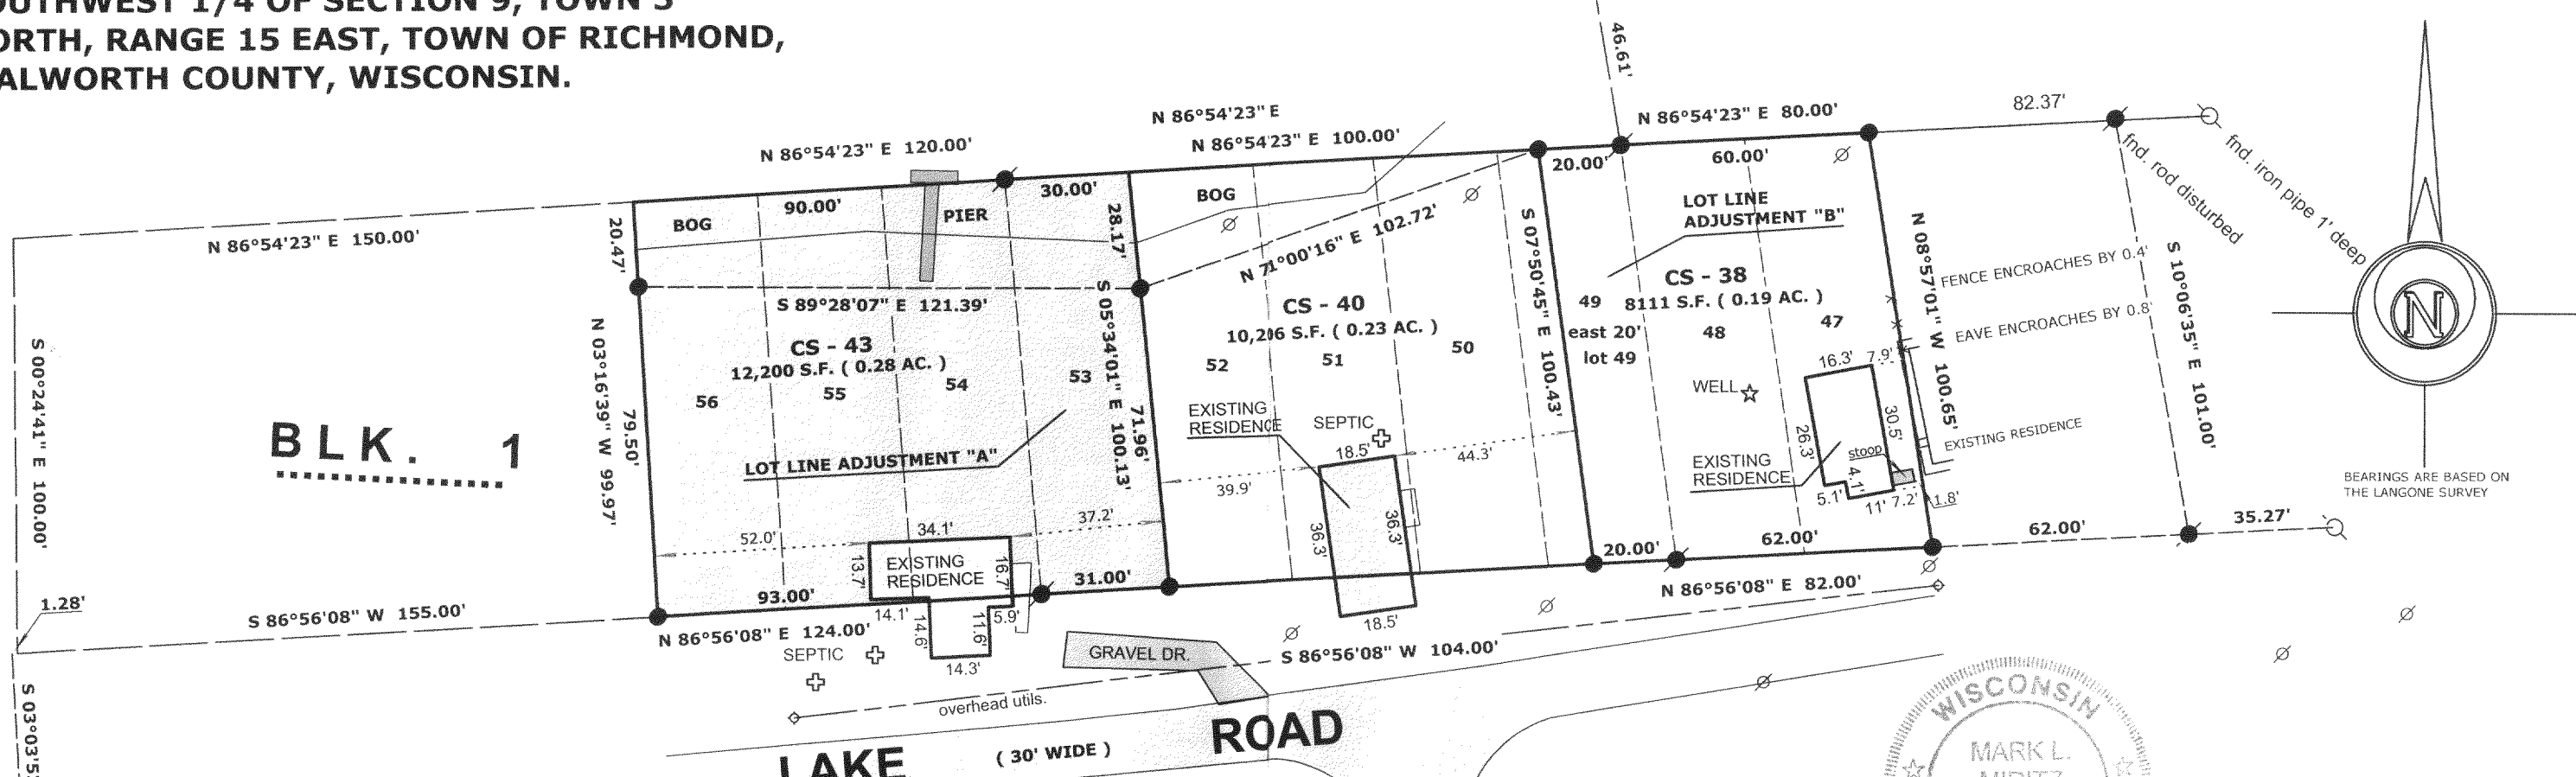 SECTION 9, TOWN 3
RANGE 15 EAST, TOWN OF RICHMOND,
COUNTY, WISCONSIN.
46.61'
N 86°54'23" E
N 86°54'23" E 120.00'
N 86°54'23" E 100.00'
N 86°54'23" E 80.00'
82.37'
N 86°54'23" E 150.00'
20.47'
BOG
90.00'
PIER
30.00'
28.17'
BOG
20.00'
60.00'
fnd. rod disturbed
fnd. iron pipe 1' deep
N 71°00'16" E 102.72'
S 89°28'07" E 121.39'
LOT LINE
ADJUSTMENT "B"
N 08°57'01" W 100.65'
FENCE ENCROACHES BY 0.4'
EAVE ENCROACHES BY 0.8'
S 10°06'35" E 101.00'
S 00°24'41" E 100.00'
N 03°16'39" W 99.97'
79.50'
CS - 43
12,200 S.F. ( 0.28 AC. )
56
55
54
53
S 05°34'01" E 100.13'
71.96'
CS - 40
10,206 S.F. ( 0.23 AC. )
52
51
50
S 07°50'45" E 100.43'
CS - 38
49
8111 S.F. ( 0.19 AC. )
east 20'
lot 49
48
47
16.3'
7.9'
WELL
N
BLK. 1
LOT LINE ADJUSTMENT "A"
EXISTING
RESIDENCE
SEPTIC
18.5'
39.9'
44.3'
36.3'
36.3'
18.5'
EXISTING
RESIDENCE
26.3'
30.5'
stoop
4.1'
5.1'
11'
7.2'
1.8'
EXISTING RESIDENCE
BEARINGS ARE BASED ON
THE LANGONE SURVEY
52.0'
34.1'
37.2'
13.7'
EXISTING
RESIDENCE
16.7'
93.00'
31.00'
14.1'
14.6'
11.6'
5.9'
14.3'
20.00'
62.00'
62.00'
35.27'
1.28'
S 86°56'08" W 155.00'
N 86°56'08" E 124.00'
N 86°56'08" E 82.00'
S 86°56'08" W 104.00'
SEPTIC
GRAVEL DR.
overhead utils.
LAKE
( 30' WIDE )
ROAD
WISCONSIN
MARK L.